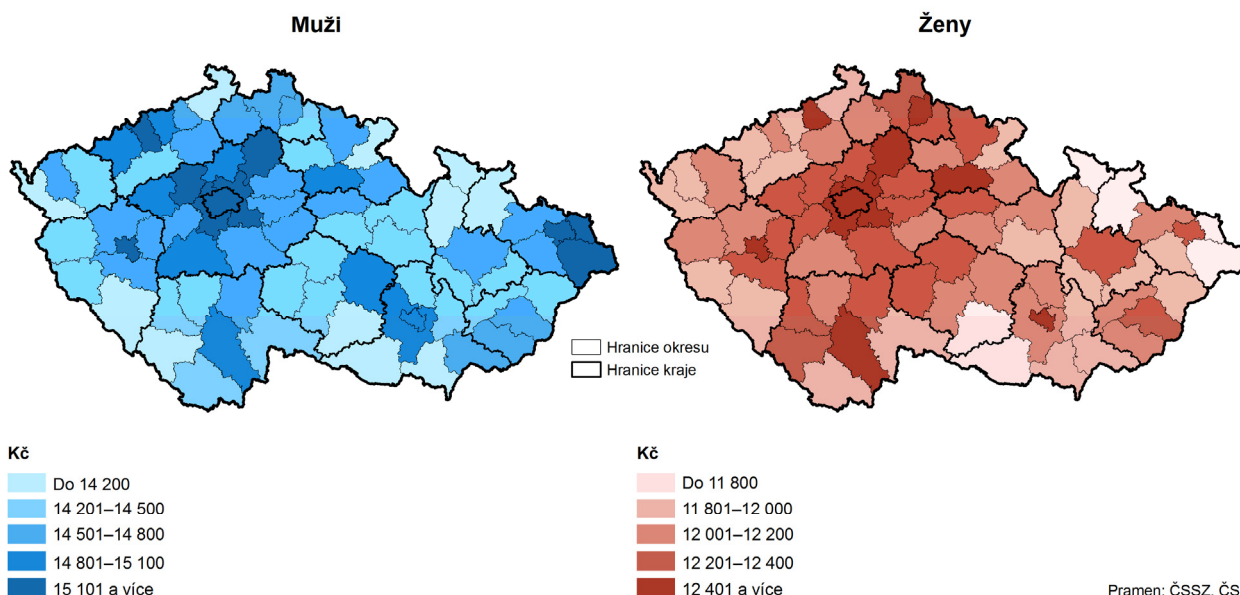 Muži
Ženy
Hranice okresu
Hranice kraje
Kč
Do 14 200
14 201–14 500
14 501–14 800
14 801–15 100
15 101 a více
Kč
Do 11 800
11 801–12 000
12 001–12 200
12 201–12 400
12 401 a více
Pramen: ČSSZ, ČS